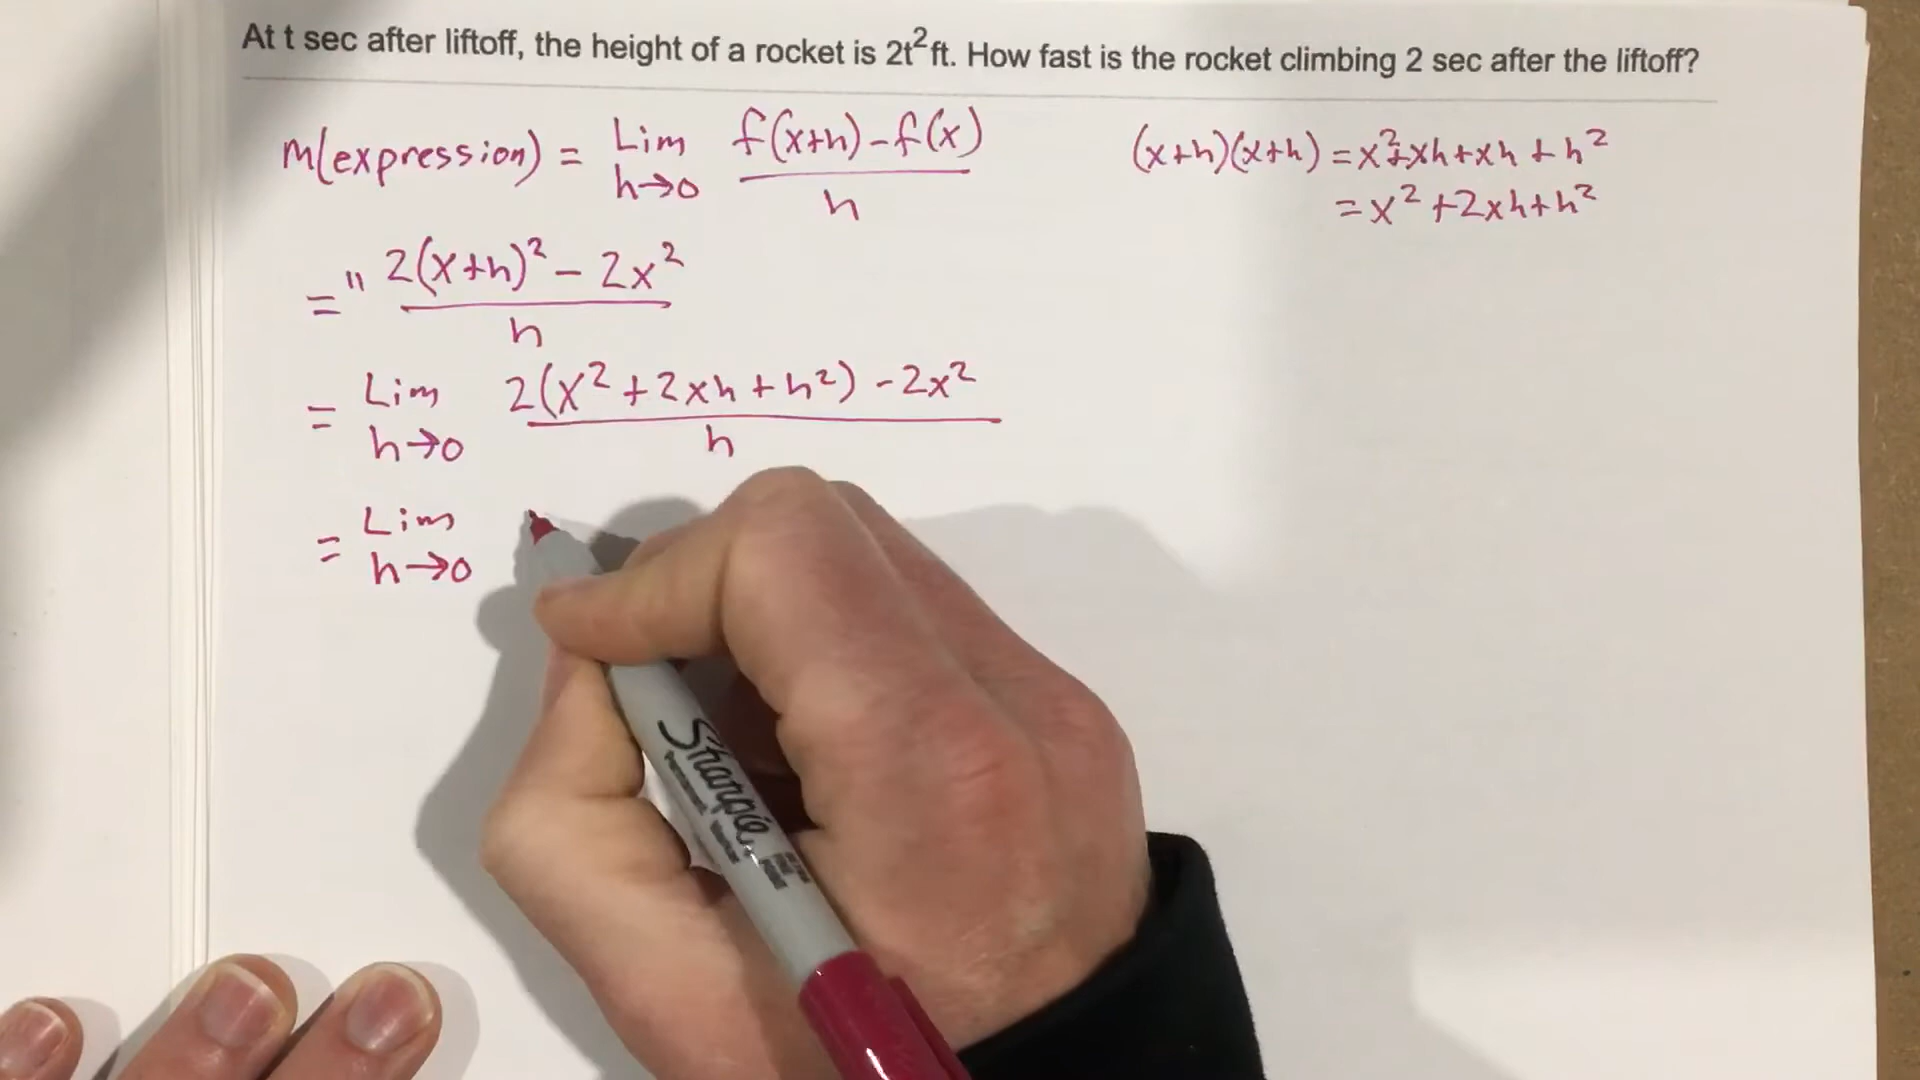 At t sec after liftoff, the height of a rocket is 2t² ft. How fast is the rocket climbing 2 sec after the liftoff?
m(expression) = Lim h→0 f(x+h)-f(x) / h
(x+h)(x+h) = x²+xh+xh+h²
= x²+2xh+h²
= " 2(x+h)² - 2x² / h
= Lim h→0 2(x²+2xh+h²) - 2x² / h
= Lim h→0
Sharpie